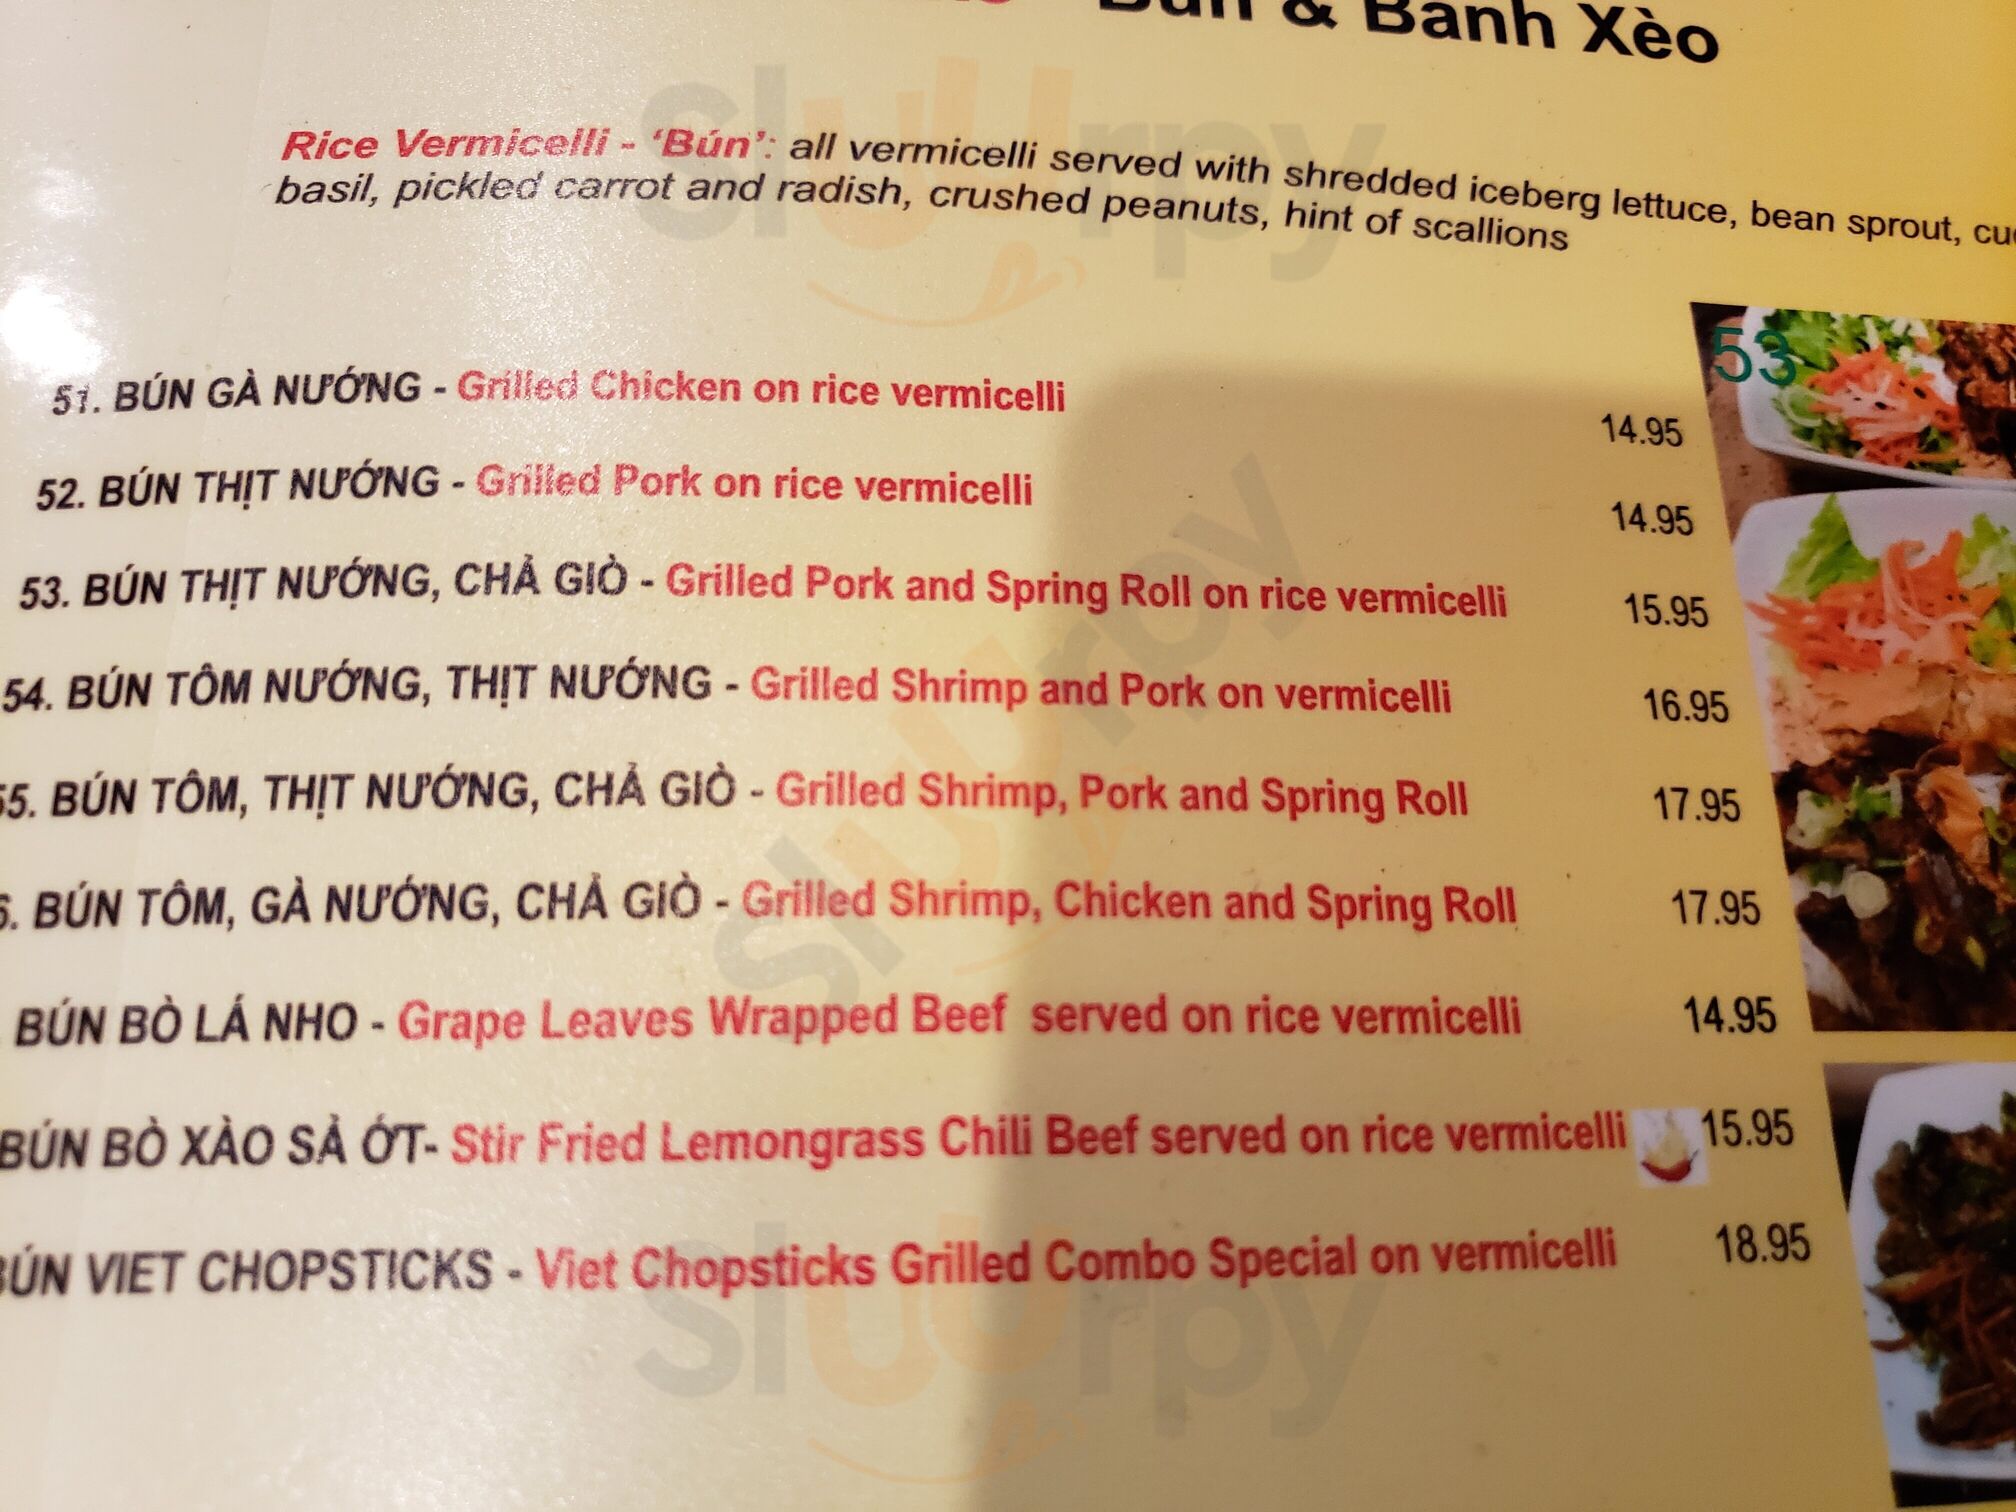 Bún & Bánh Xèo
Rice Vermicelli - ‘Bún’: all vermicelli served with shredded iceberg lettuce, bean sprout,
basil, pickled carrot and radish, crushed peanuts, hint of scallions
51. BÚN GÀ NƯỚNG - Grilled Chicken on rice vermicelli 14.95
52. BÚN THỊT NƯỚNG - Grilled Pork on rice vermicelli 14.95
53. BÚN THỊT NƯỚNG, CHẢ GIÒ - Grilled Pork and Spring Roll on rice vermicelli 15.95
54. BÚN TÔM NƯỚNG, THỊT NƯỚNG - Grilled Shrimp and Pork on vermicelli 16.95
55. BÚN TÔM, THỊT NƯỚNG, CHẢ GIÒ - Grilled Shrimp, Pork and Spring Roll 17.95
6. BÚN TÔM, GÀ NƯỚNG, CHẢ GIÒ - Grilled Shrimp, Chicken and Spring Roll 17.95
BÚN BÒ LÁ NHO - Grape Leaves Wrapped Beef served on rice vermicelli 14.95
BÚN BÒ XÀO SẢ ỚT- Stir Fried Lemongrass Chili Beef served on rice vermicelli 15.95
BÚN VIET CHOPSTICKS - Viet Chopsticks Grilled Combo Special on vermicelli 18.95
53
sluurpy
sluurpy
sluurpy